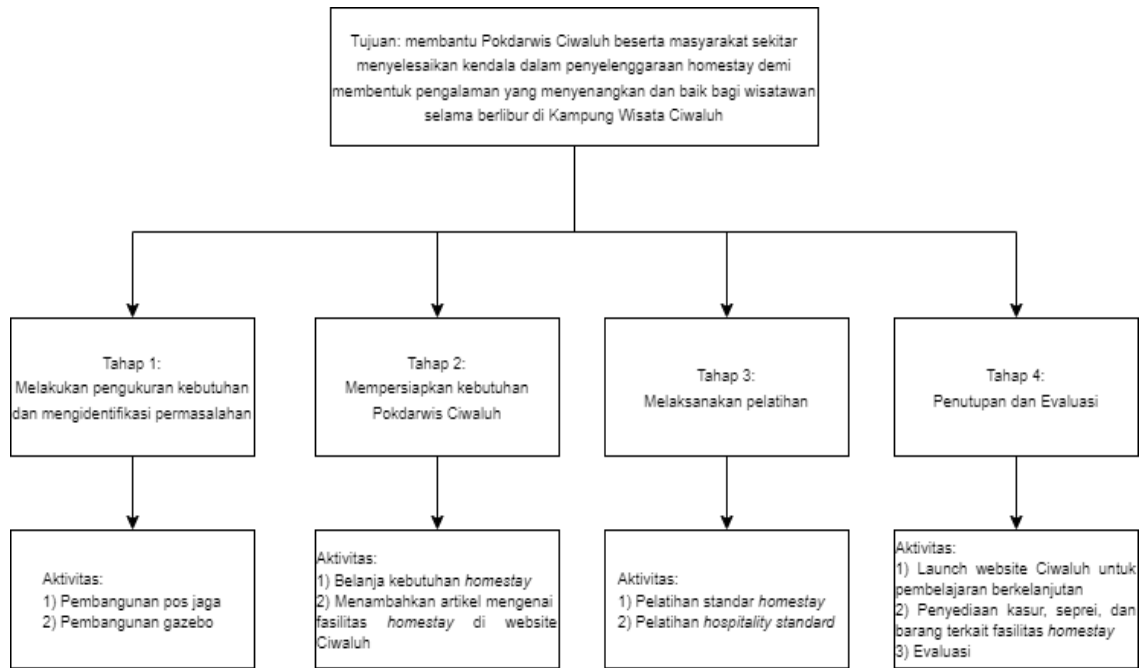 Tujuan: membantu Pokdarwis Ciwaluh beserta masyarakat sekitar
menyelesaikan kendala dalam penyelenggaraan homestay demi
membentuk pengalaman yang menyenangkan dan baik bagi wisatawan
selama berlibur di Kampung Wisata Ciwaluh
Tahap 1:
Melakukan pengukuran kebutuhan
dan mengidentifikasi permasalahan
Tahap 2:
Mempersiapkan kebutuhan
Pokdarwis Ciwaluh
Tahap 3:
Melaksanakan pelatihan
Tahap 4:
Penutupan dan Evaluasi
Aktivitas:
1) Pembangunan pos jaga
2) Pembangunan gazebo
Aktivitas:
1) Belanja kebutuhan homestay
2) Menambahkan artikel mengenai
fasilitas homestay di website
Ciwaluh
Aktivitas:
1) Pelatihan standar homestay
2) Pelatihan hospitality standard
Aktivitas:
1) Launch website Ciwaluh untuk
pembelajaran berkelanjutan
2) Penyediaan kasur, seprei, dan
barang terkait fasilitas homestay
3) Evaluasi